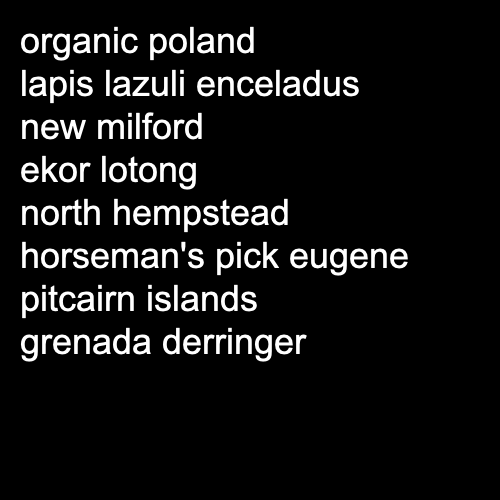 organic poland
lapis lazuli enceladus
new milford
ekor lotong
north hempstead
horseman's pick eugene
pitcairn islands
grenada derringer